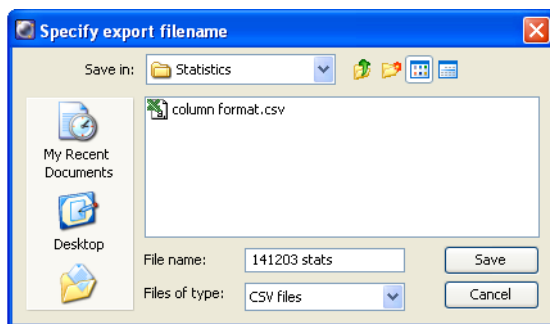 Specify export filename
Save in:
Statistics
column format.csv
My Recent
Documents
Desktop
File name:
141203 stats
Save
Files of type:
CSV files
Cancel